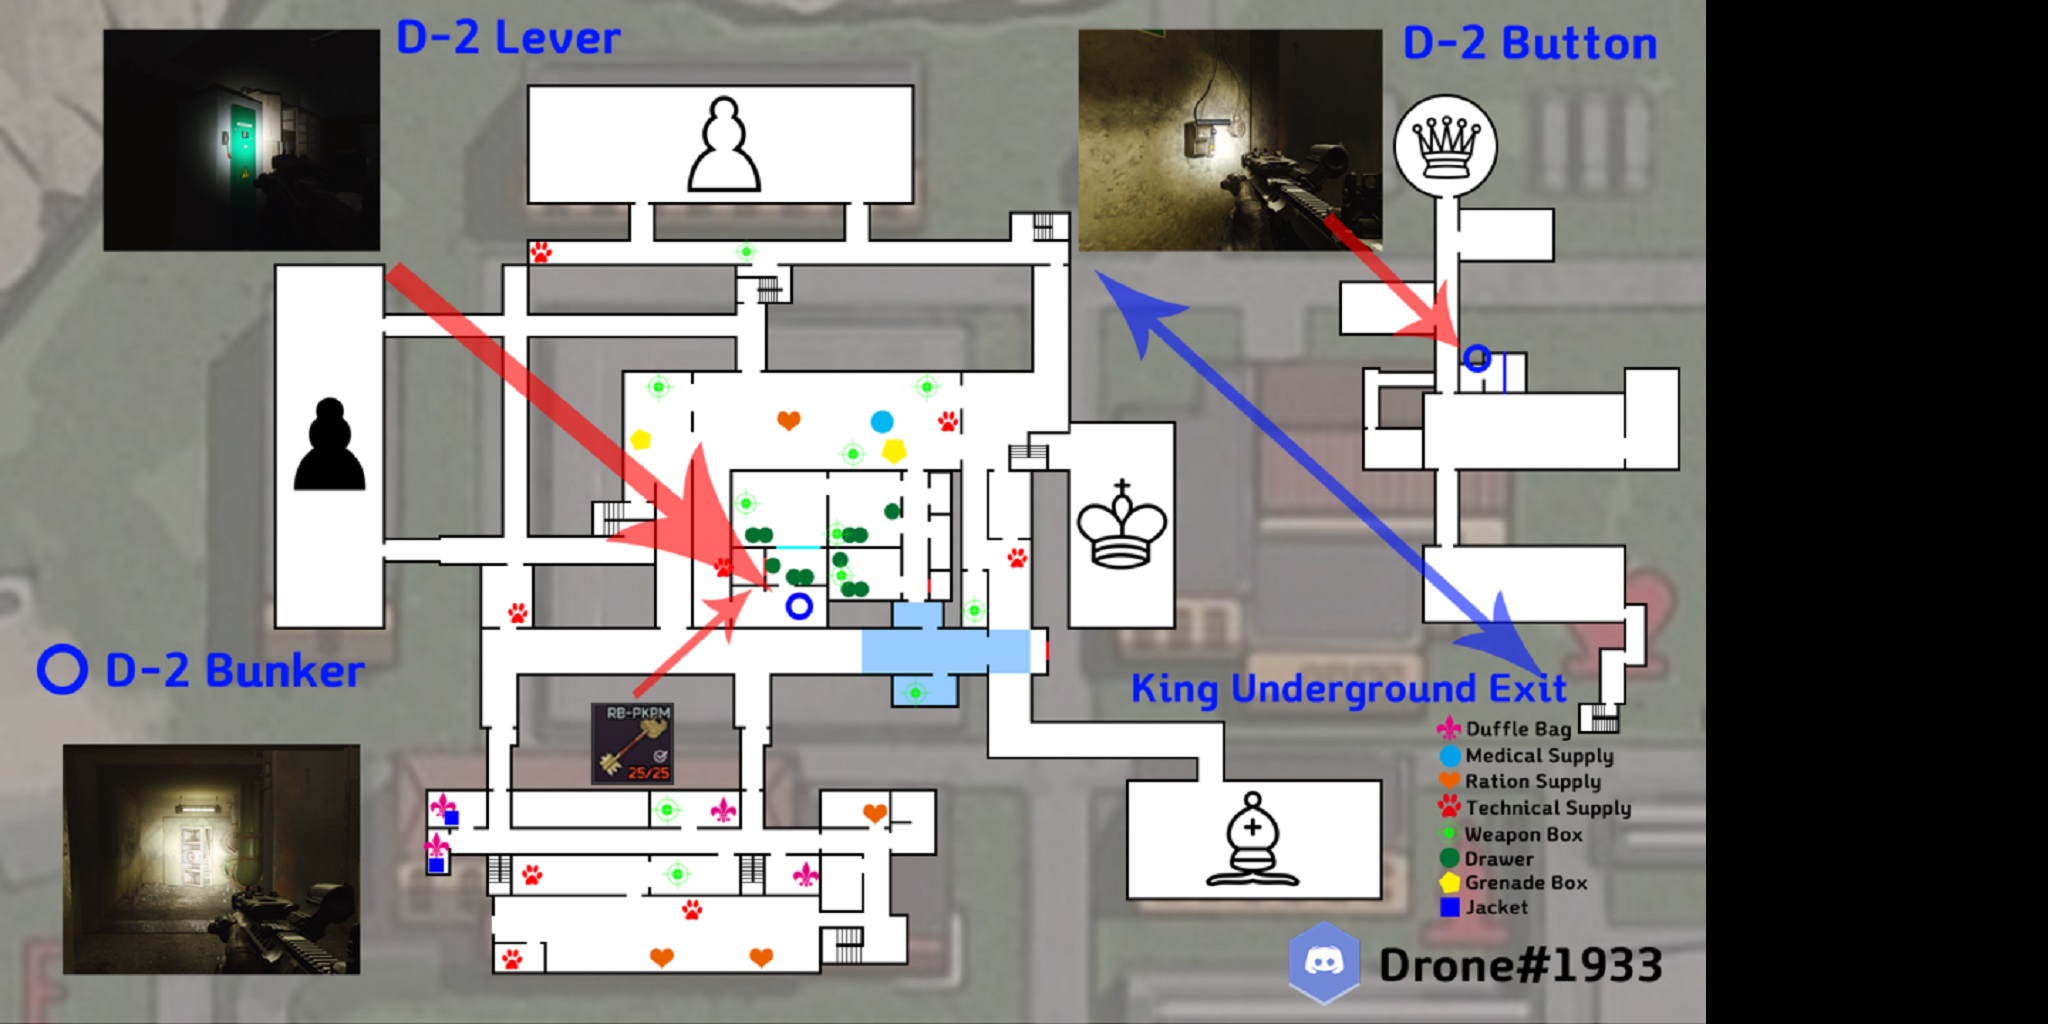 D-2 Lever
D-2 Button
D-2 Bunker
RB-PKPM
25/25
King Underground Exit
Duffle Bag
Medical Supply
Ration Supply
Technical Supply
Weapon Box
Drawer
Grenade Box
Jacket
Drone#1933